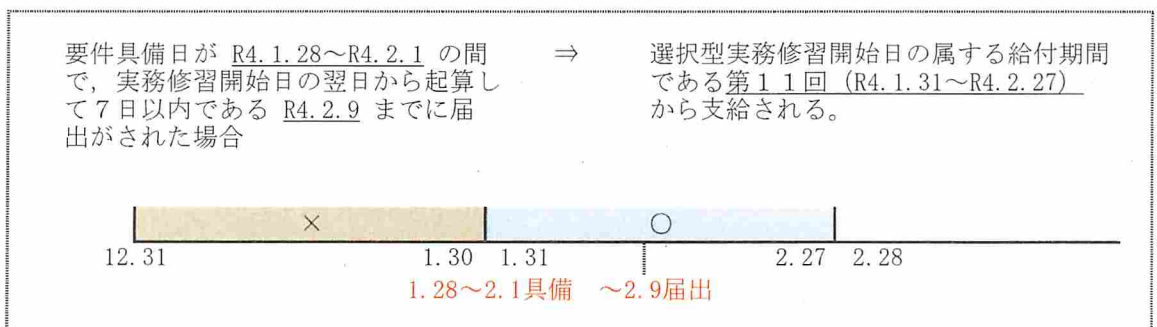 要件具備日が R4.1.28～R4.2.1 の間
で，実務修習開始日の翌日から起算し
て７日以内である R4.2.9 までに届
出がされた場合
⇒
選択型実務修習開始日の属する給付期間
である第１１回（R4.1.31～R4.2.27）
から支給される。
× ○
12.31 1.30 1.31 2.27 2.28
1.28～2.1具備 ～2.9届出